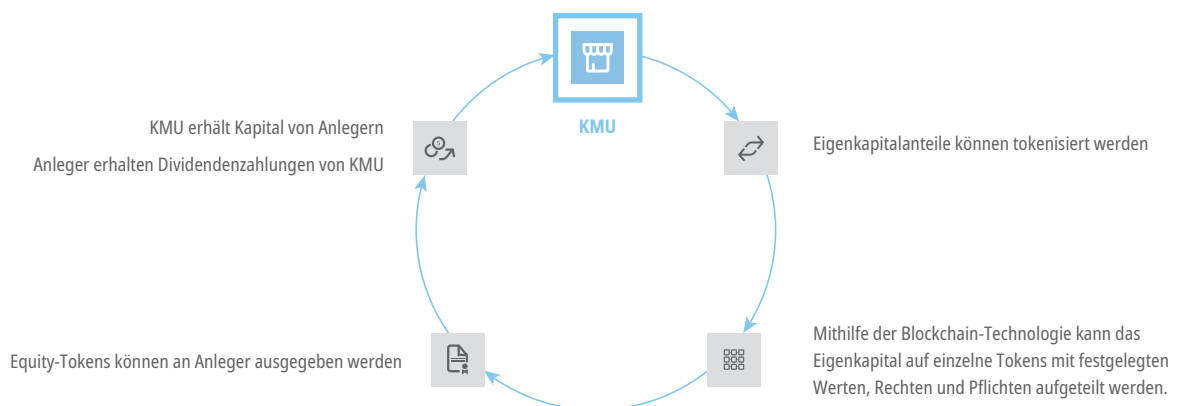 KMU
Eigenkapitalanteile können tokenisiert werden
Mithilfe der Blockchain-Technologie kann das
Eigenkapital auf einzelne Tokens mit festgelegten
Werten, Rechten und Pflichten aufgeteilt werden.
Equity-Tokens können an Anleger ausgegeben werden
KMU erhält Kapital von Anlegern
Anleger erhalten Dividendenzahlungen von KMU